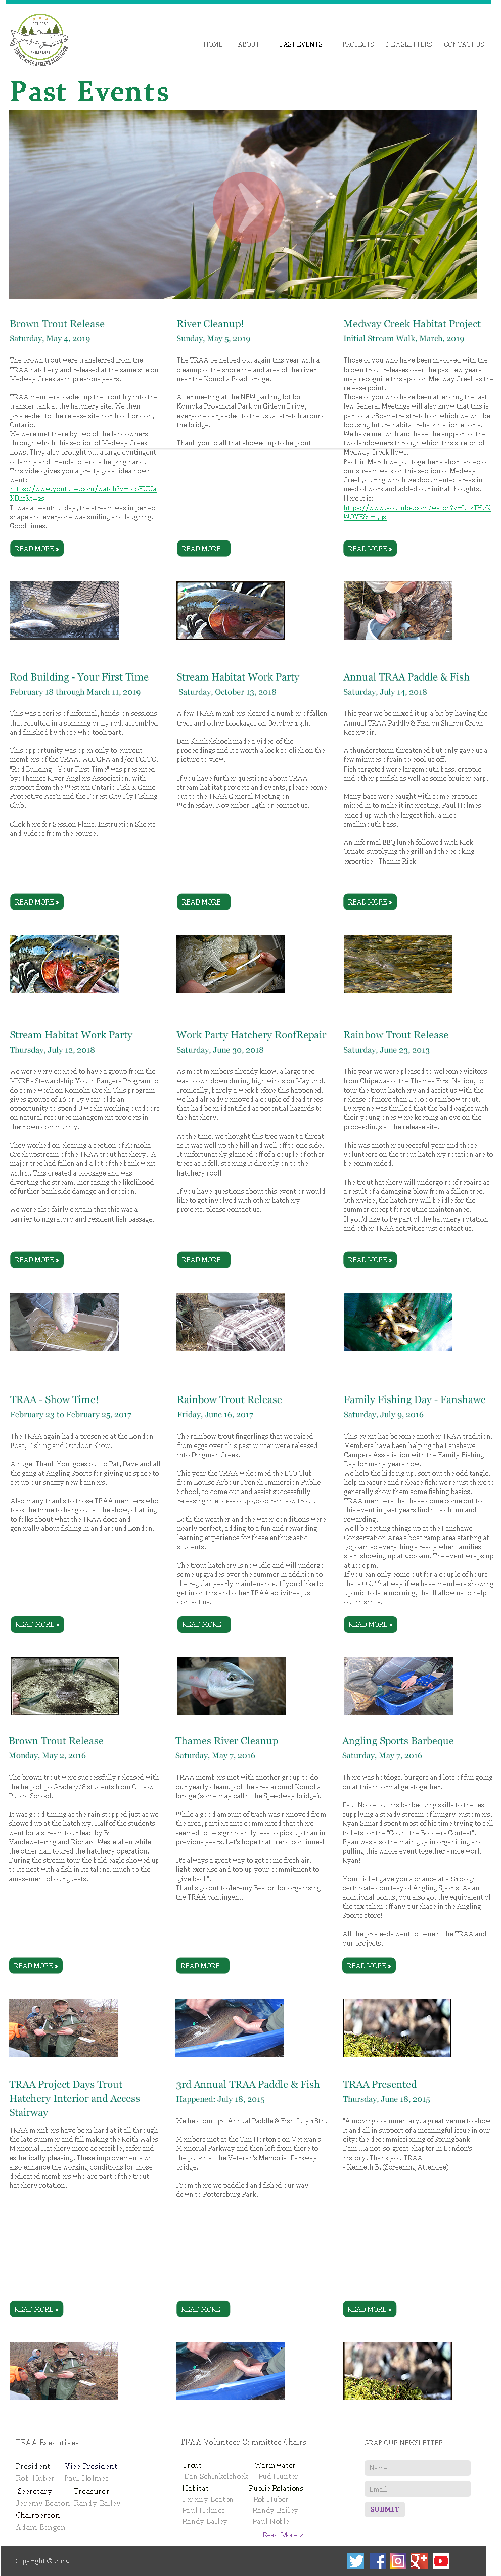 EST. 1986
THAMES RIVER ANGLERS ASSOCIATION
HOME ABOUT PAST EVENTS PROJECTS NEWSLETTERS CONTACT US
Past Events
Brown Trout Release
Saturday, May 4, 2019
The brown trout were transferred from the
TRAA hatchery and released at the same site on
Medway Creek as in previous years.
TRAA members loaded up the trout fry into the
transfer tank at the hatchery site. We then
proceeded to the release site north of London,
Ontario.
We were met there by two of the landowners
through which this section of Medway Creek
flows. They also brought out a large contingent
of family and friends to lend a helping hand.
This video gives you a pretty good idea how it
went:
It was a beautiful day, the stream was in perfect
shape and everyone was smiling and laughing.
Good times.
READ MORE »
River Cleanup!
Sunday, May 5, 2019
The TRAA be helped out again this year with a
cleanup of the shoreline and area of the river
near the Komoka Road bridge.
After meeting at the NEW parking lot for
Komoka Provincial Park on Gideon Drive,
everyone carpooled to the usual stretch around
the bridge.
Thank you to all that showed up to help out!
READ MORE »
Medway Creek Habitat Project
Initial Stream Walk, March, 2019
Those of you who have been involved with the
brown trout releases over the past few years
may recognize this spot on Medway Creek as the
release point.
Those of you who have been attending the last
few General Meetings will also know that this is
part of a 280-metre stretch on which we will be
focusing future habitat rehabilitation efforts.
We have met with and have the support of the
two landowners through which this stretch of
Medway Creek flows.
Back in March we put together a short video of
our stream walk on this section of Medway
Creek, during which we documented areas in
need of work and added our initial thoughts.
Here it is:
READ MORE »
Rod Building - Your First Time
February 18 through March 11, 2019
This was a series of informal, hands-on sessions
that resulted in a spinning or fly rod, assembled
and finished by those who took part.
This opportunity was open only to current
members of the TRAA, WOFGPA and/or FCFFC.
"Rod Building - Your First Time" was presented
by: Thames River Anglers Association, with
support from the Western Ontario Fish & Game
Protective Ass'n and the Forest City Fly Fishing
Club.
Click here for Session Plans, Instruction Sheets
and Videos from the course.
READ MORE »
Stream Habitat Work Party
Saturday, October 13, 2018
A few TRAA members cleared a number of fallen
trees and other blockages on October 13th.
Dan Shinkelshoek made a video of the
proceedings and it's worth a look so click on the
picture to view.
If you have further questions about TRAA
stream habitat projects and events, please come
out to the TRAA General Meeting on
Wednesday, November 14th or contact us.
READ MORE »
Annual TRAA Paddle & Fish
Saturday, July 14, 2018
This year we be mixed it up a bit by having the
Annual TRAA Paddle & Fish on Sharon Creek
Reservoir.
A thunderstorm threatened but only gave us a
few minutes of rain to cool us off.
Fish targeted were largemouth bass, crappie
and other panfish as well as some bruiser carp.
Many bass were caught with some crappies
mixed in to make it interesting. Paul Holmes
ended up with the largest fish, a nice
smallmouth bass.
An informal BBQ lunch followed with Rick
Ornato supplying the grill and the cooking
expertise - Thanks Rick!
READ MORE »
Stream Habitat Work Party
Thursday, July 12, 2018
We were very excited to have a group from the
MNRF's Stewardship Youth Rangers Program to
do some work on Komoka Creek. This program
gives groups of 16 or 17 year-olds an
opportunity to spend 8 weeks working outdoors
on natural resource management projects in
their own community.
They worked on clearing a section of Komoka
Creek upstream of the TRAA trout hatchery. A
major tree had fallen and a lot of the bank went
with it. This created a blockage and was
diverting the stream, increasing the likelihood
of further bank side damage and erosion.
We were also fairly certain that this was a
barrier to migratory and resident fish passage.
READ MORE »
Work Party Hatchery RoofRepair
Saturday, June 30, 2018
As most members already know, a large tree
was blown down during high winds on May 2nd.
Ironically, barely a week before this happened,
we had already removed a couple of dead trees
that had been identified as potential hazards to
the hatchery.
At the time, we thought this tree wasn't a threat
as it was well up the hill and well off to one side.
It unfortunately glanced off of a couple of other
trees as it fell, steering it directly on to the
hatchery roof!
If you have questions about this event or would
like to get involved with other hatchery
projects, please contact us.
READ MORE »
Rainbow Trout Release
Saturday, June 23, 2013
This year we were pleased to welcome visitors
from Chippewas of the Thames First Nation, to
tour the trout hatchery and assist us with the
release of more than 40,000 rainbow trout.
Everyone was thrilled that the bald eagles with
their young ones were keeping an eye on the
proceedings at the release site.
This was another successful year and those
volunteers on the trout hatchery rotation are to
be commended.
The trout hatchery will undergo roof repairs as
a result of a damaging blow from a fallen tree.
Otherwise, the hatchery will be idle for the
summer except for routine maintenance.
If you'd like to be part of the hatchery rotation
and other TRAA activities just contact us.
READ MORE »
TRAA - Show Time!
February 23 to February 25, 2017
The TRAA again had a presence at the London
Boat, Fishing and Outdoor Show.
A huge "Thank You" goes out to Pat, Dave and all
the gang at Angling Sports for giving us space to
set up our snazzy new banners.
Also many thanks to those TRAA members who
took the time to hang out at the show, chatting
to folks about what the TRAA does and
generally about fishing in and around London.
READ MORE »
Rainbow Trout Release
Friday, June 16, 2017
The rainbow trout fingerlings that we raised
from eggs over this past winter were released
into Dingman Creek.
This year the TRAA welcomed the ECO Club
from Louise Arbour French Immersion Public
School, to come out and assist successfully
releasing in excess of 40,000 rainbow trout.
Both the weather and the water conditions were
nearly perfect, adding to a fun and rewarding
learning experience for these enthusiastic
students.
The trout hatchery is now idle and will undergo
some upgrades over the summer in addition to
the regular yearly maintenance. If you'd like to
get in on this and other TRAA activities just
contact us.
READ MORE »
Family Fishing Day - Fanshawe
Saturday, July 9, 2016
This event has become another TRAA tradition.
Members have been helping the Fanshawe
Campers Association with the Family Fishing
Day for many years now.
We help the kids rig up, sort out the odd tangle,
help measure and release fish; we're just there to
generally show them some fishing basics.
TRAA members that have come out to
this event in past years find it both fun and
rewarding.
We'll be setting things up at the Fanshawe
Conservation Area's boat ramp area starting at
7:30am so everything's ready when families
start showing up at 9:00am. The event wraps up
at 1:00pm.
If you can only come out for a couple of hours
that's OK. That way if we have members showing
up mid to late morning, that'll allow us to help
out in shifts.
READ MORE »
Brown Trout Release
Monday, May 2, 2016
The brown trout were successfully released with
the help of 30 Grade 7/8 students from Oxbow
Public School.
It was good timing as the rain stopped just as we
showed up at the hatchery. Half of the students
went for a stream tour lead by Bill
Vandewetering and Richard Westelaken while
the other half toured the hatchery operation.
During the stream tour the bald eagle showed up
to its nest with a fish in its talons, much to the
amazement of our guests.
READ MORE »
Thames River Cleanup
Saturday, May 7, 2016
TRAA members met with another group to do
our yearly cleanup of the area around Komoka
bridge (some may call it the Speedway bridge).
While a good amount of trash was removed from
the area, participants commented that there
seemed to be significantly less to pick up than in
previous years. Let's hope that trend continues!
It's always a great way to get some fresh air,
light exercise and top up your commitment to
"give back".
Thanks go out to Jeremy Beaton for organizing
the TRAA contingent.
READ MORE »
Angling Sports Barbeque
Saturday, May 7, 2016
There was hotdogs, burgers and lots of fun going
on at this informal get-together.
Paul Noble put his barbequing skills to the test
supplying a steady stream of hungry customers.
Ryan Simard spent most of his time trying to sell
tickets for the "Count the Bobbers Contest".
Ryan was also the main guy in organizing and
pulling this whole event together - nice work
Ryan!
Your ticket gave you a chance at a $100 gift
certificate courtesy of Angling Sports! As an
additional bonus, you also got the equivalent of
the tax taken off any purchase in the Angling
Sports store!
All the proceeds went to benefit the TRAA and
our projects.
READ MORE »
TRAA Project Days Trout
Hatchery Interior and Access
Stairway
TRAA members have been hard at it all through
the late summer and fall making the Keith Wales
Memorial Hatchery more accessible, safer and
esthetically pleasing. These improvements will
also enhance the working conditions for those
dedicated members who are part of the trout
hatchery rotation.
READ MORE »
3rd Annual TRAA Paddle & Fish
Happened: July 18, 2015
We held our 3rd Annual Paddle & Fish July 18th.
Members met at the Tim Horton's on Veteran's
Memorial Parkway and then left from there to
the put-in at the Veteran's Memorial Parkway
bridge.
From there we paddled and fished our way
down to Pottersburg Park.
READ MORE »
TRAA Presented
Thursday, June 18, 2015
"A moving documentary, a great venue to show
it and all in support of a meaningful issue in our
city: the decommissioning of Springbank
Dam ...a not-so-great chapter in London's
history. Thank you TRAA"
- Kenneth B. (Screening Attendee)
READ MORE »
TRAA Executives
President Vice President
Rob Huber Paul Holmes
Secretary Treasurer
Jeremy Beaton Randy Bailey
Chairperson
Adam Bengen
TRAA Volunteer Committee Chairs
Trout Warmwater
Dan Schinkelshoek Pud Hunter
Habitat Public Relations
Jeremy Beaton Rob Huber
Paul Holmes Randy Bailey
Randy Bailey Paul Noble
Read More »
GRAB OUR NEWSLETTER
Name
Email
SUBMIT
Copyright © 2019